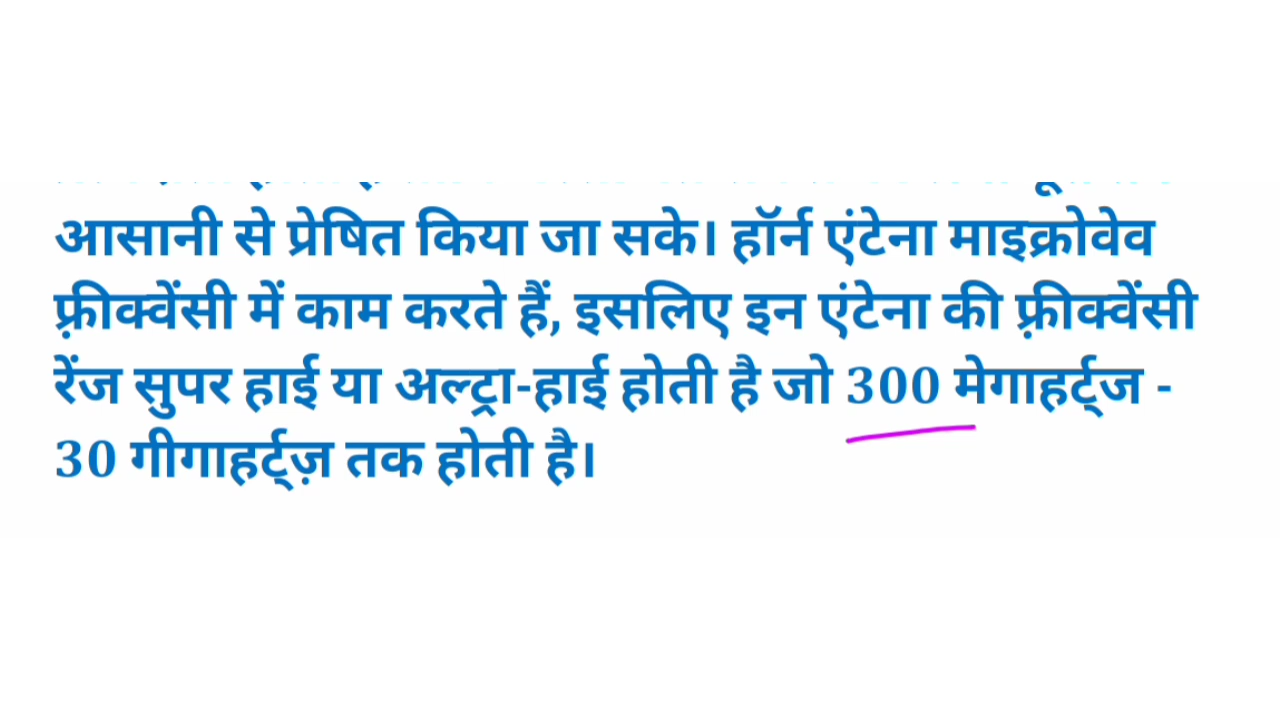 आसानी से प्रेषित किया जा सके। हॉर्न एंटेना माइक्रोवेव
फ़्रीक्वेंसी में काम करते हैं, इसलिए इन एंटेना की फ़्रीक्वेंसी
रेंज सुपर हाई या अल्ट्रा-हाई होती है जो 300 मेगाहर्ट्ज -
30 गीगाहर्ट्ज़ तक होती है।